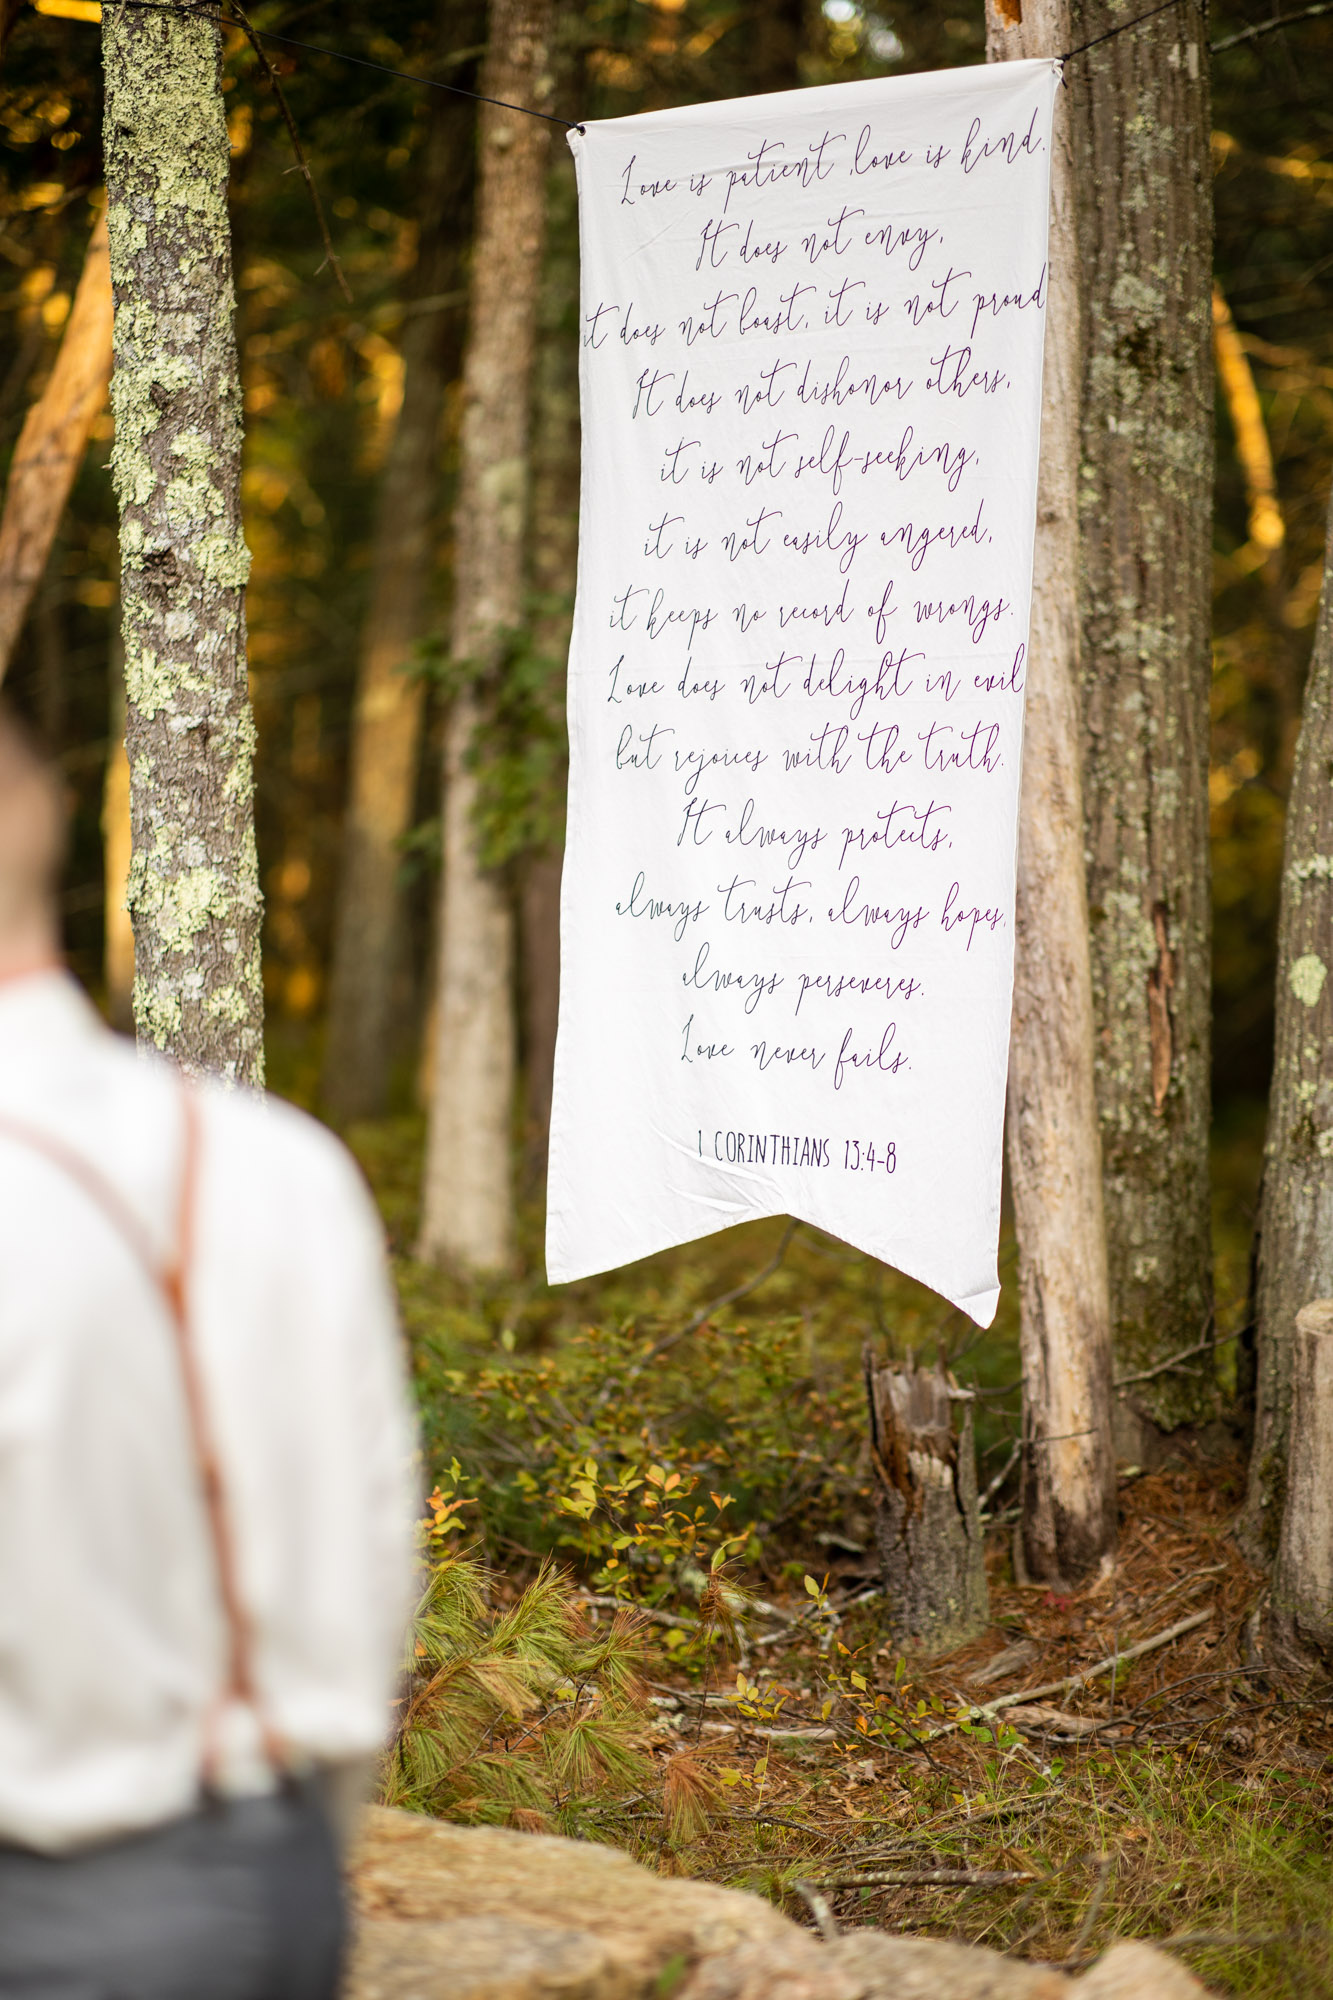 Love is patient ,love is kind.
It does not envy,
it does not boast, it is not proud
It does not dishonor others,
it is not self-seeking,
it is not easily angered,
it keeps no record of wrongs.
Love does not delight in evil
but rejoices with the truth.
It always protects,
always trusts, always hopes,
always perseveres.
Love never fails.
1 CORINTHIANS 13:4-8